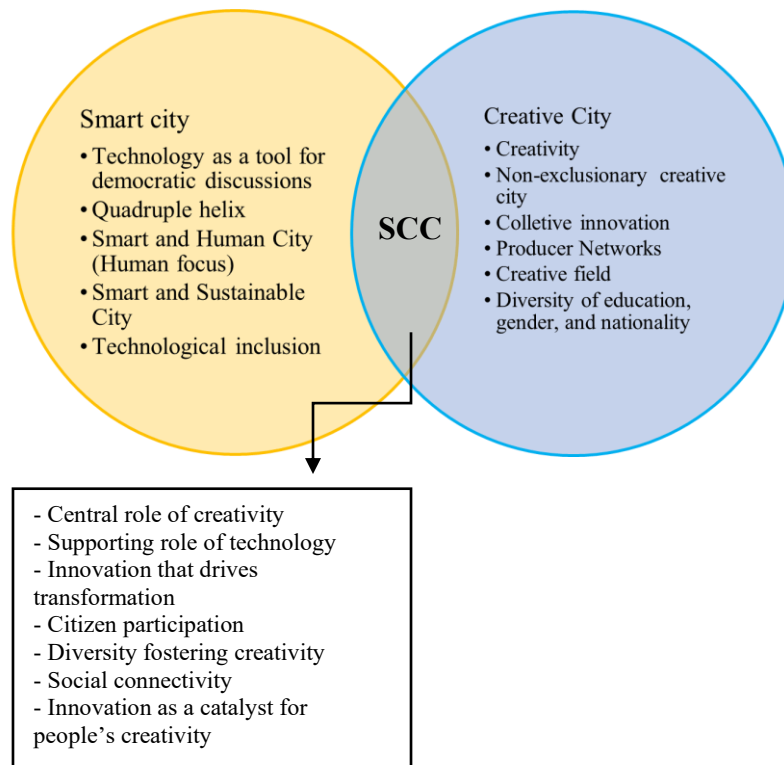 Smart city
• Technology as a tool for
democratic discussions
• Quadruple helix
• Smart and Human City
(Human focus)
• Smart and Sustainable
City
• Technological inclusion
SCC
Creative City
• Creativity
• Non-exclusionary creative
city
• Colletive innovation
• Producer Networks
• Creative field
• Diversity of education,
gender, and nationality
- Central role of creativity
- Supporting role of technology
- Innovation that drives
transformation
- Citizen participation
- Diversity fostering creativity
- Social connectivity
- Innovation as a catalyst for
people’s creativity